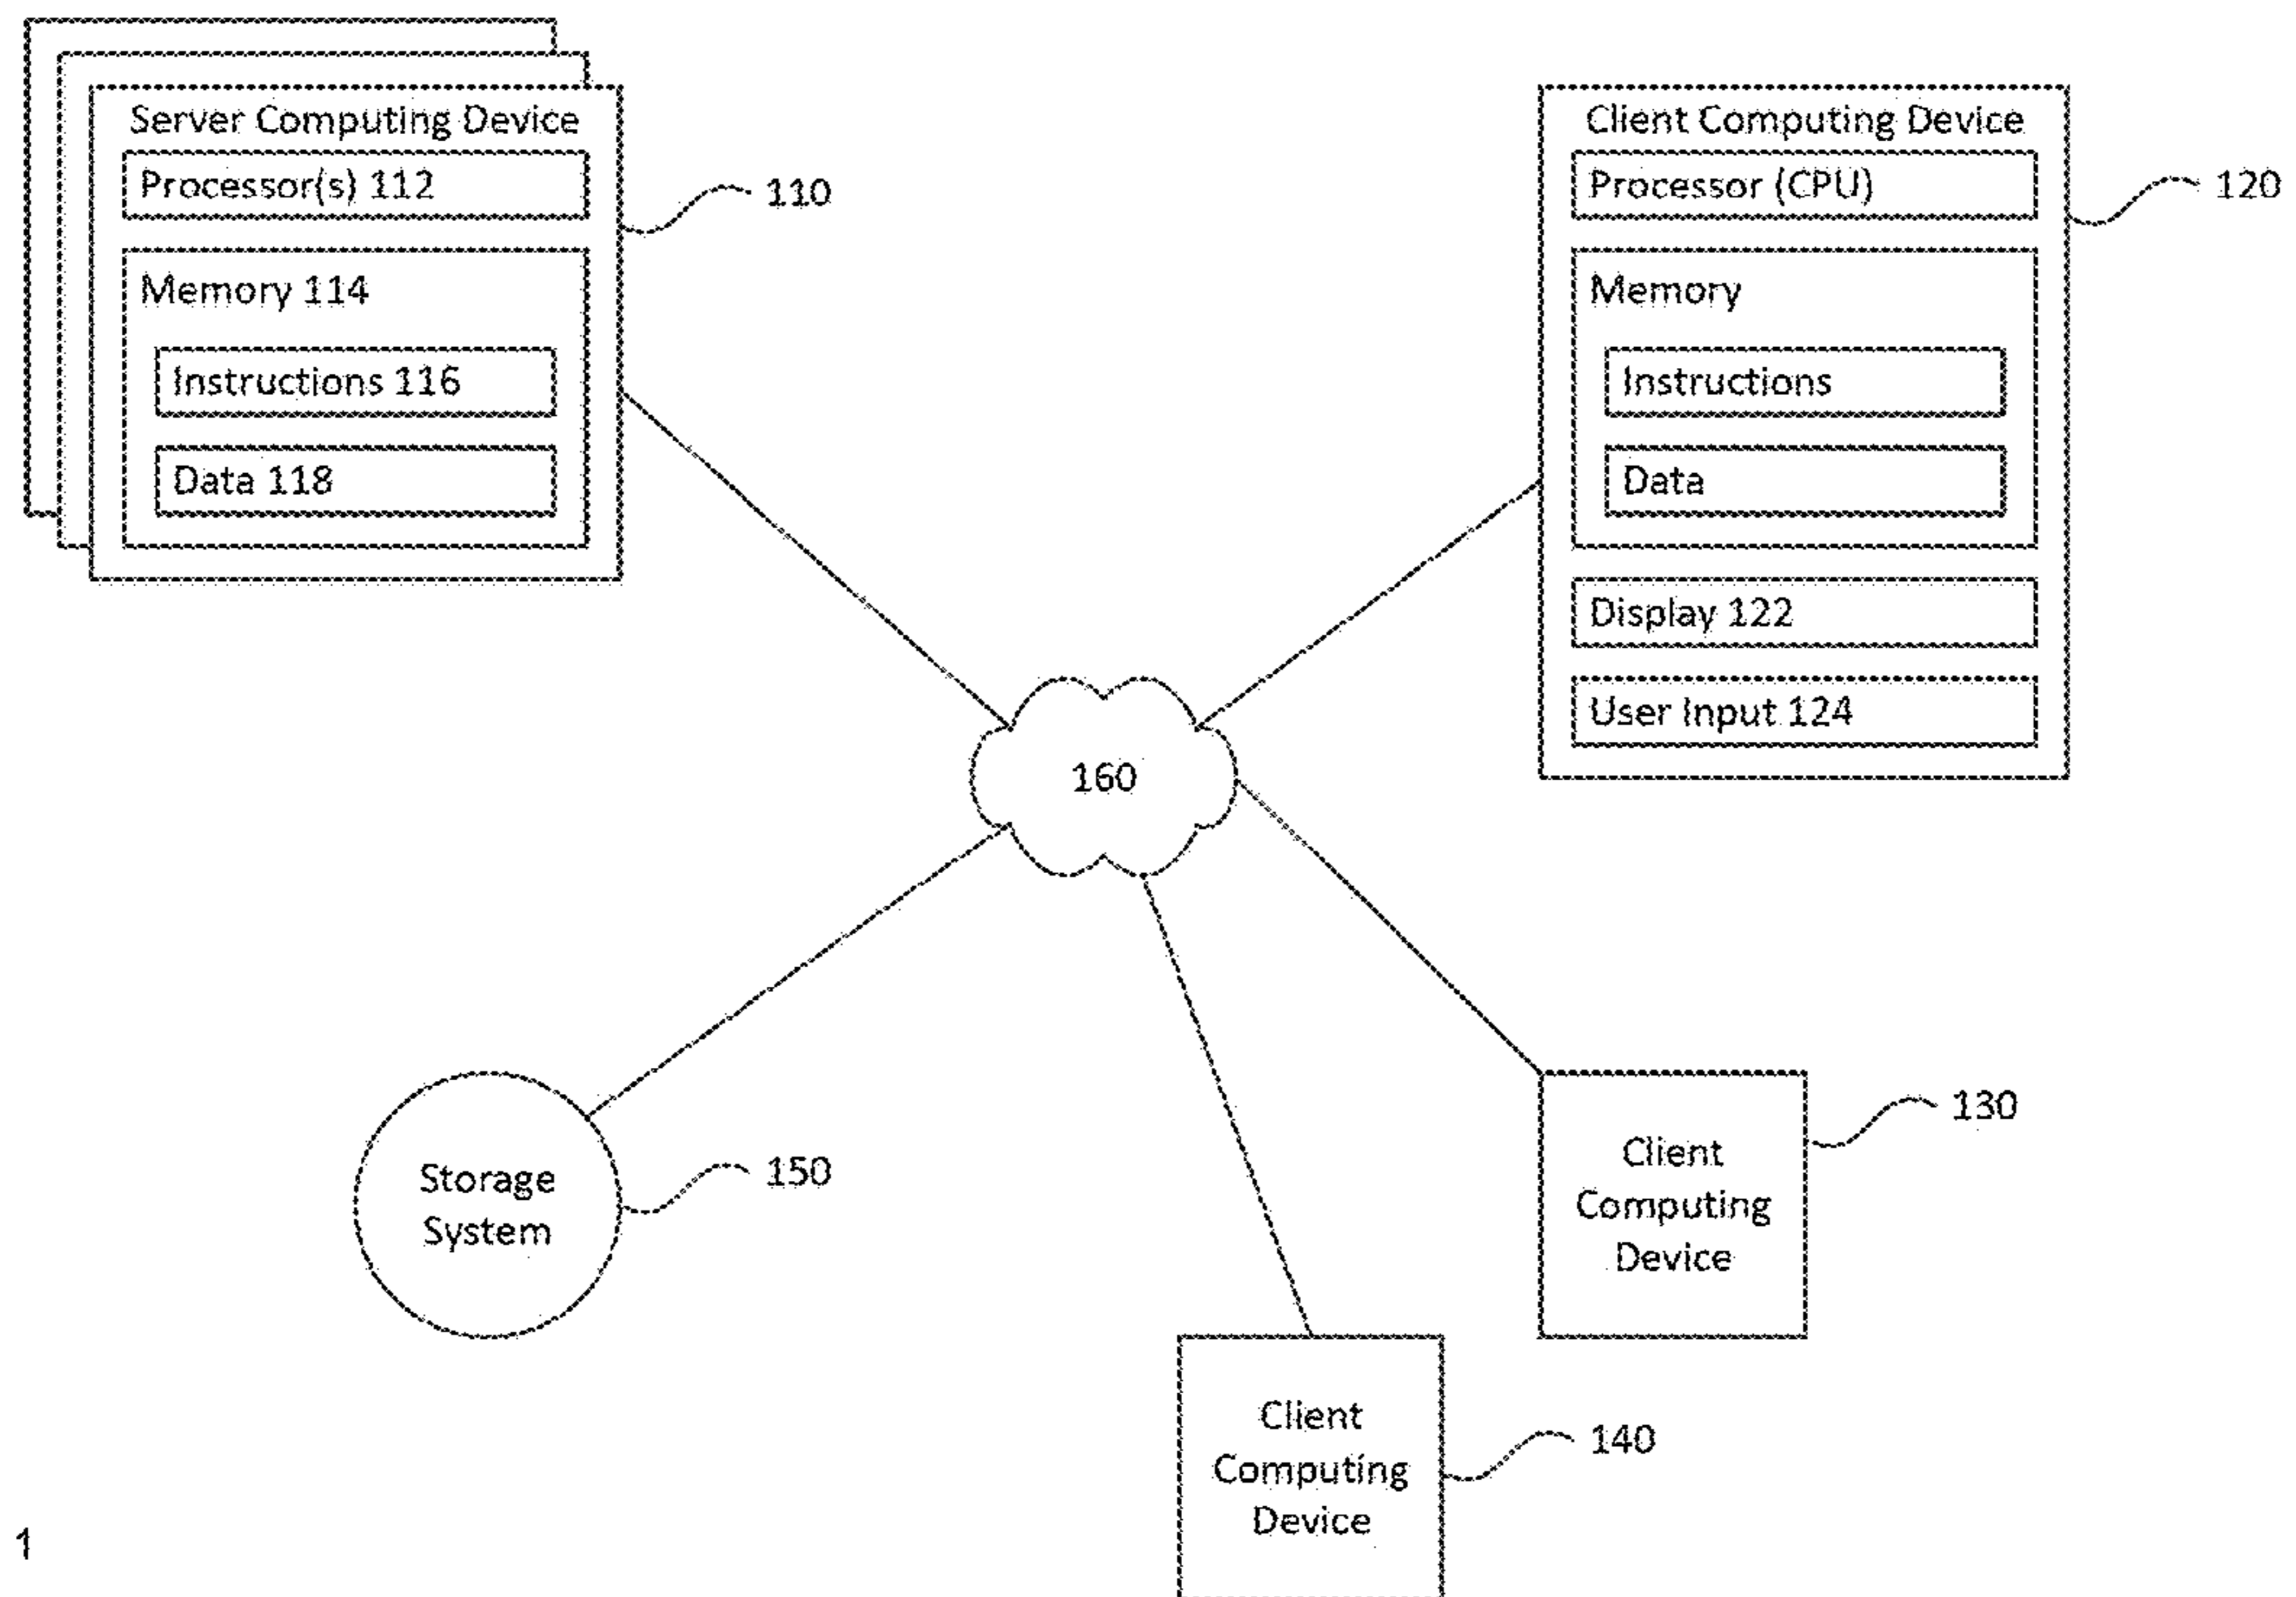 Server Computing Device
Processor(s) 112
Memory 114
Instructions 116
Data 118
110
Client Computing Device
Processor (CPU)
Memory
Instructions
Data
Display 122
User Input 124
120
160
Storage
System
150
Client
Computing
Device
130
Client
Computing
Device
140
1